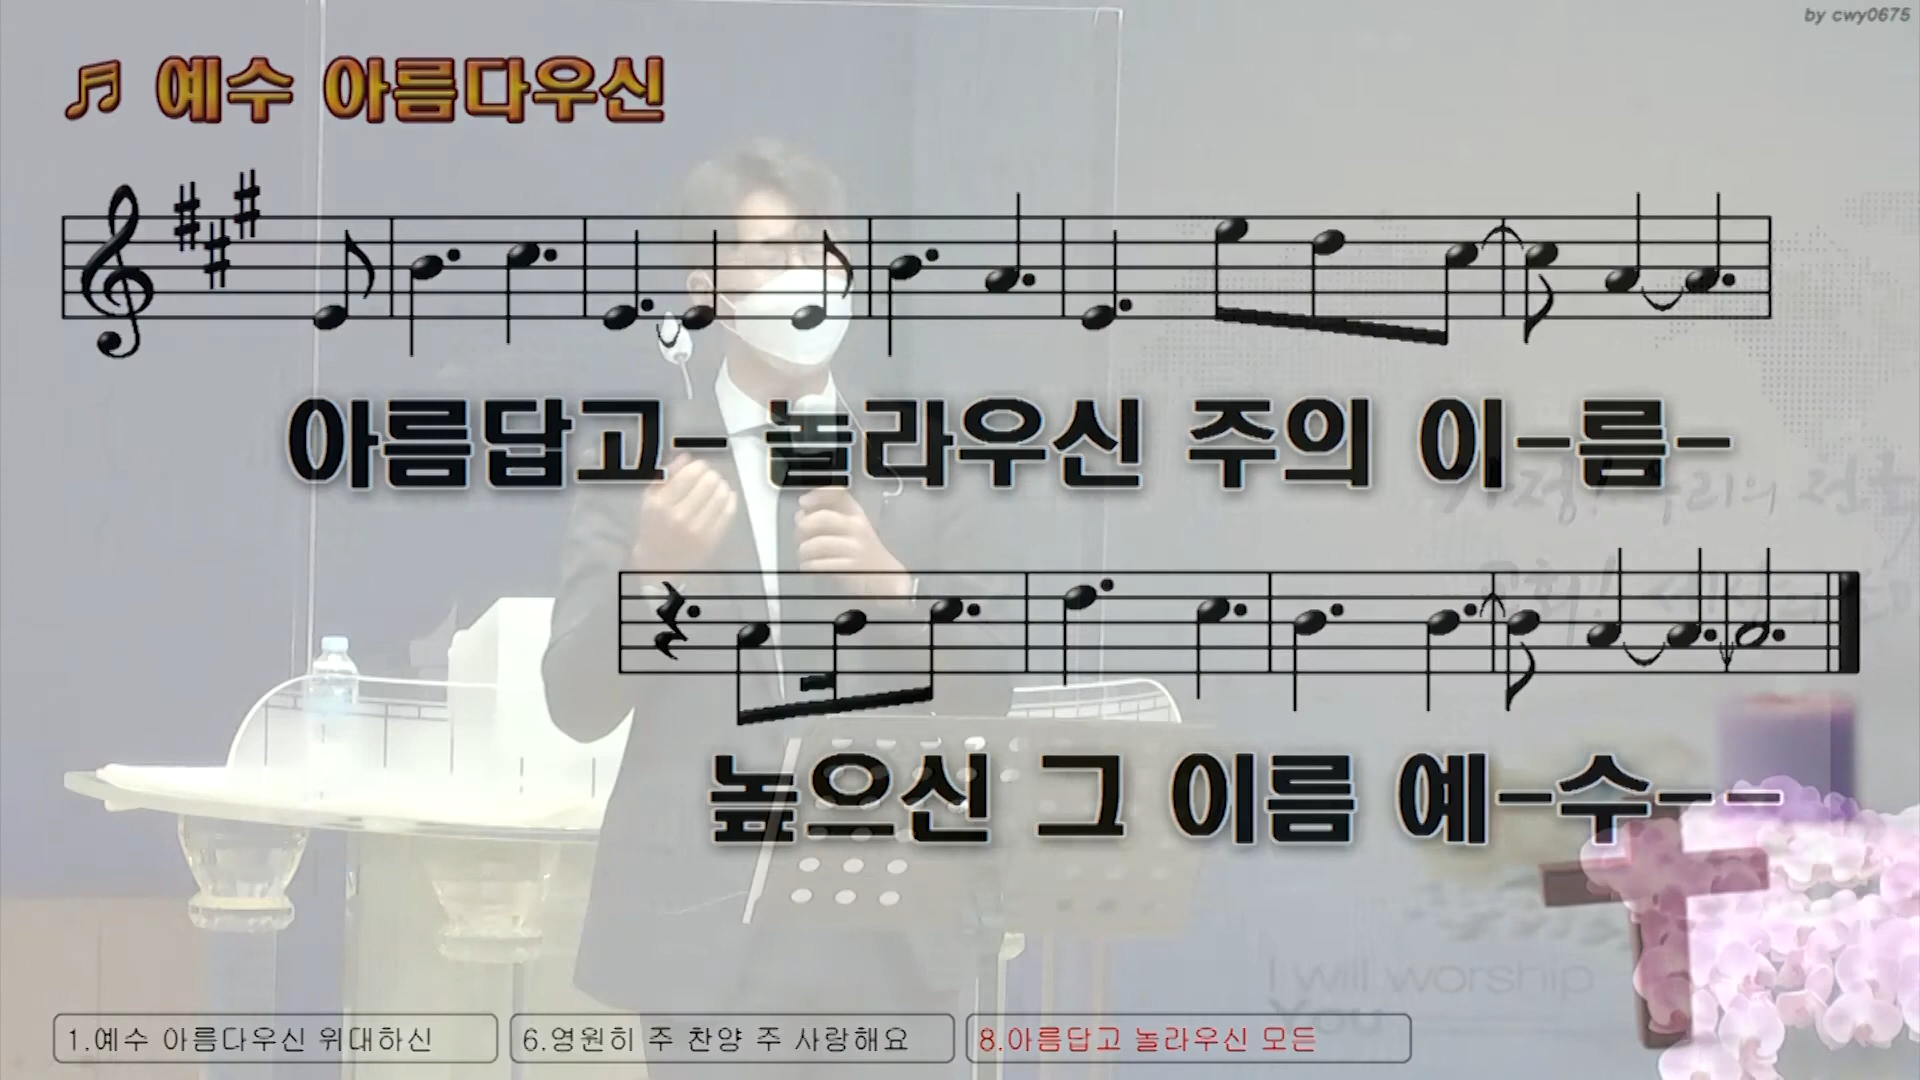 by cwy0675
예수 아름다우신
아름답고- 놀라우신 주의 이-름-
높으신 그 이름 예-수--
I will worship
You
1.예수 아름다우신 위대하신
6.영원히 주 찬양 주 사랑해요
8.아름답고 놀라우신 모든